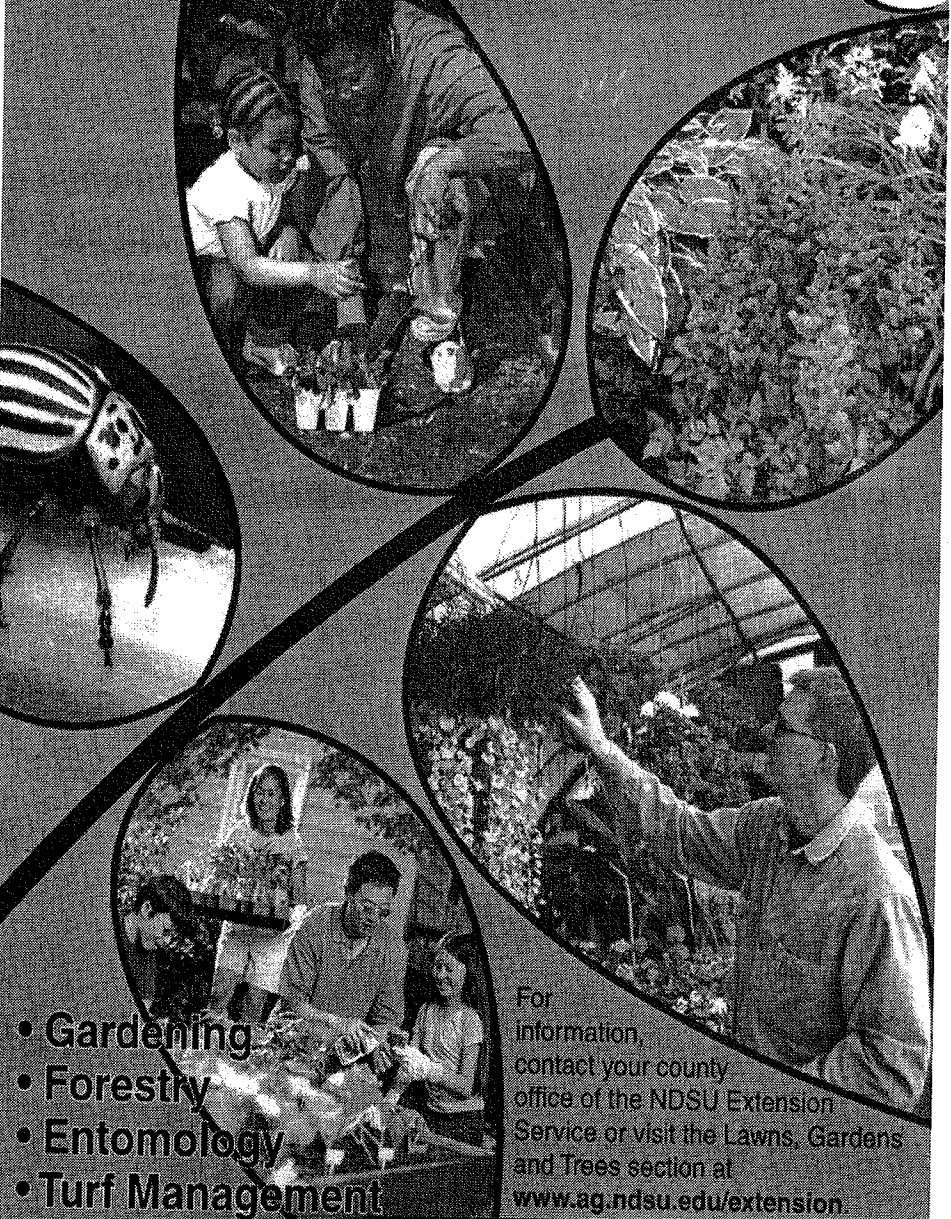 • Gardening
• Forestry
• Entomology
• Turf Management
For
information,
contact your county
office of the NDSU Extension
Service or visit the Lawns, Gardens
and Trees section at
www.ag.ndsu.edu/extension.